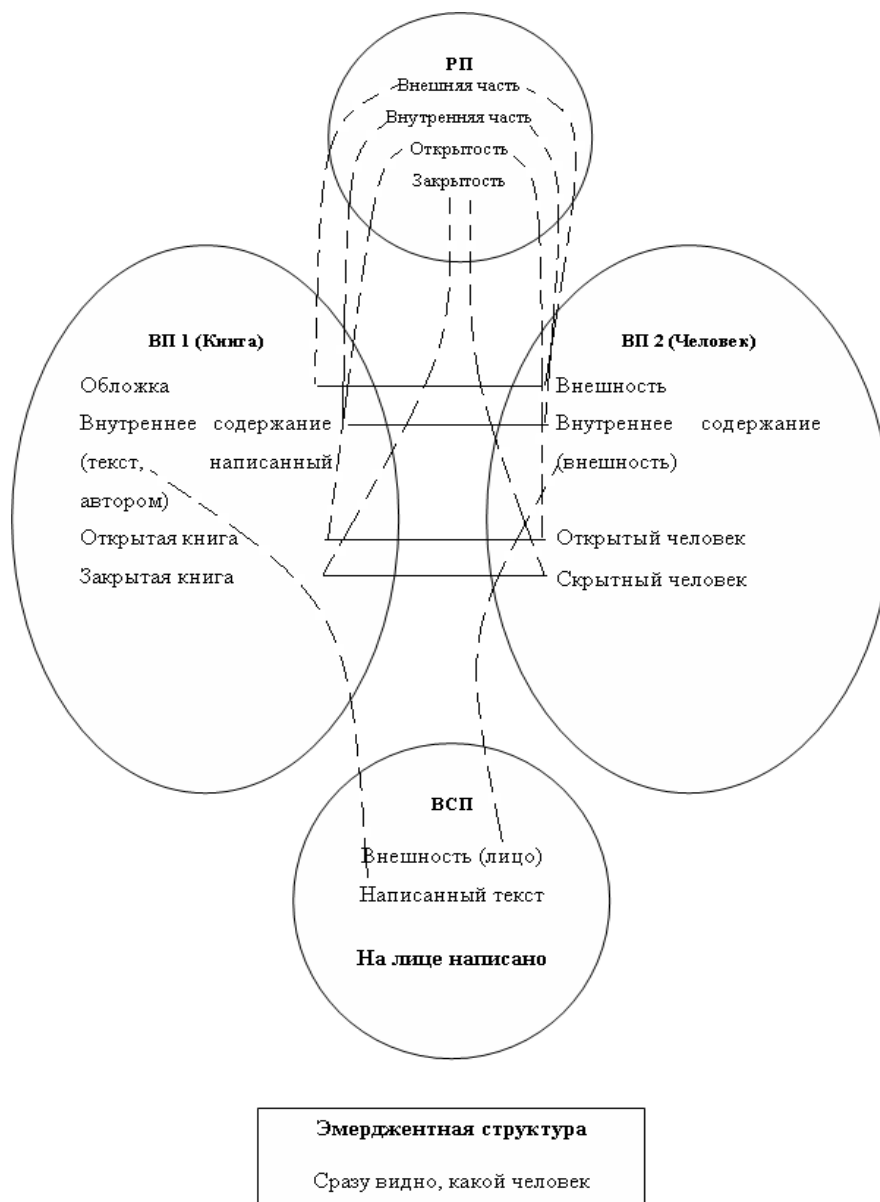 РП
Внешняя часть
Внутренняя часть
Открытость
Закрытость
ВП 1 (Книга)
Обложка
Внутреннее содержание
(текст, написанный
автором)
Открытая книга
Закрытая книга
ВП 2 (Человек)
Внешность
Внутреннее содержание
(внешность)
Открытый человек
Скрытный человек
ВСП
Внешность (лицо)
Написанный текст
На лице написано
Эмерджентная структура
Сразу видно, какой человек